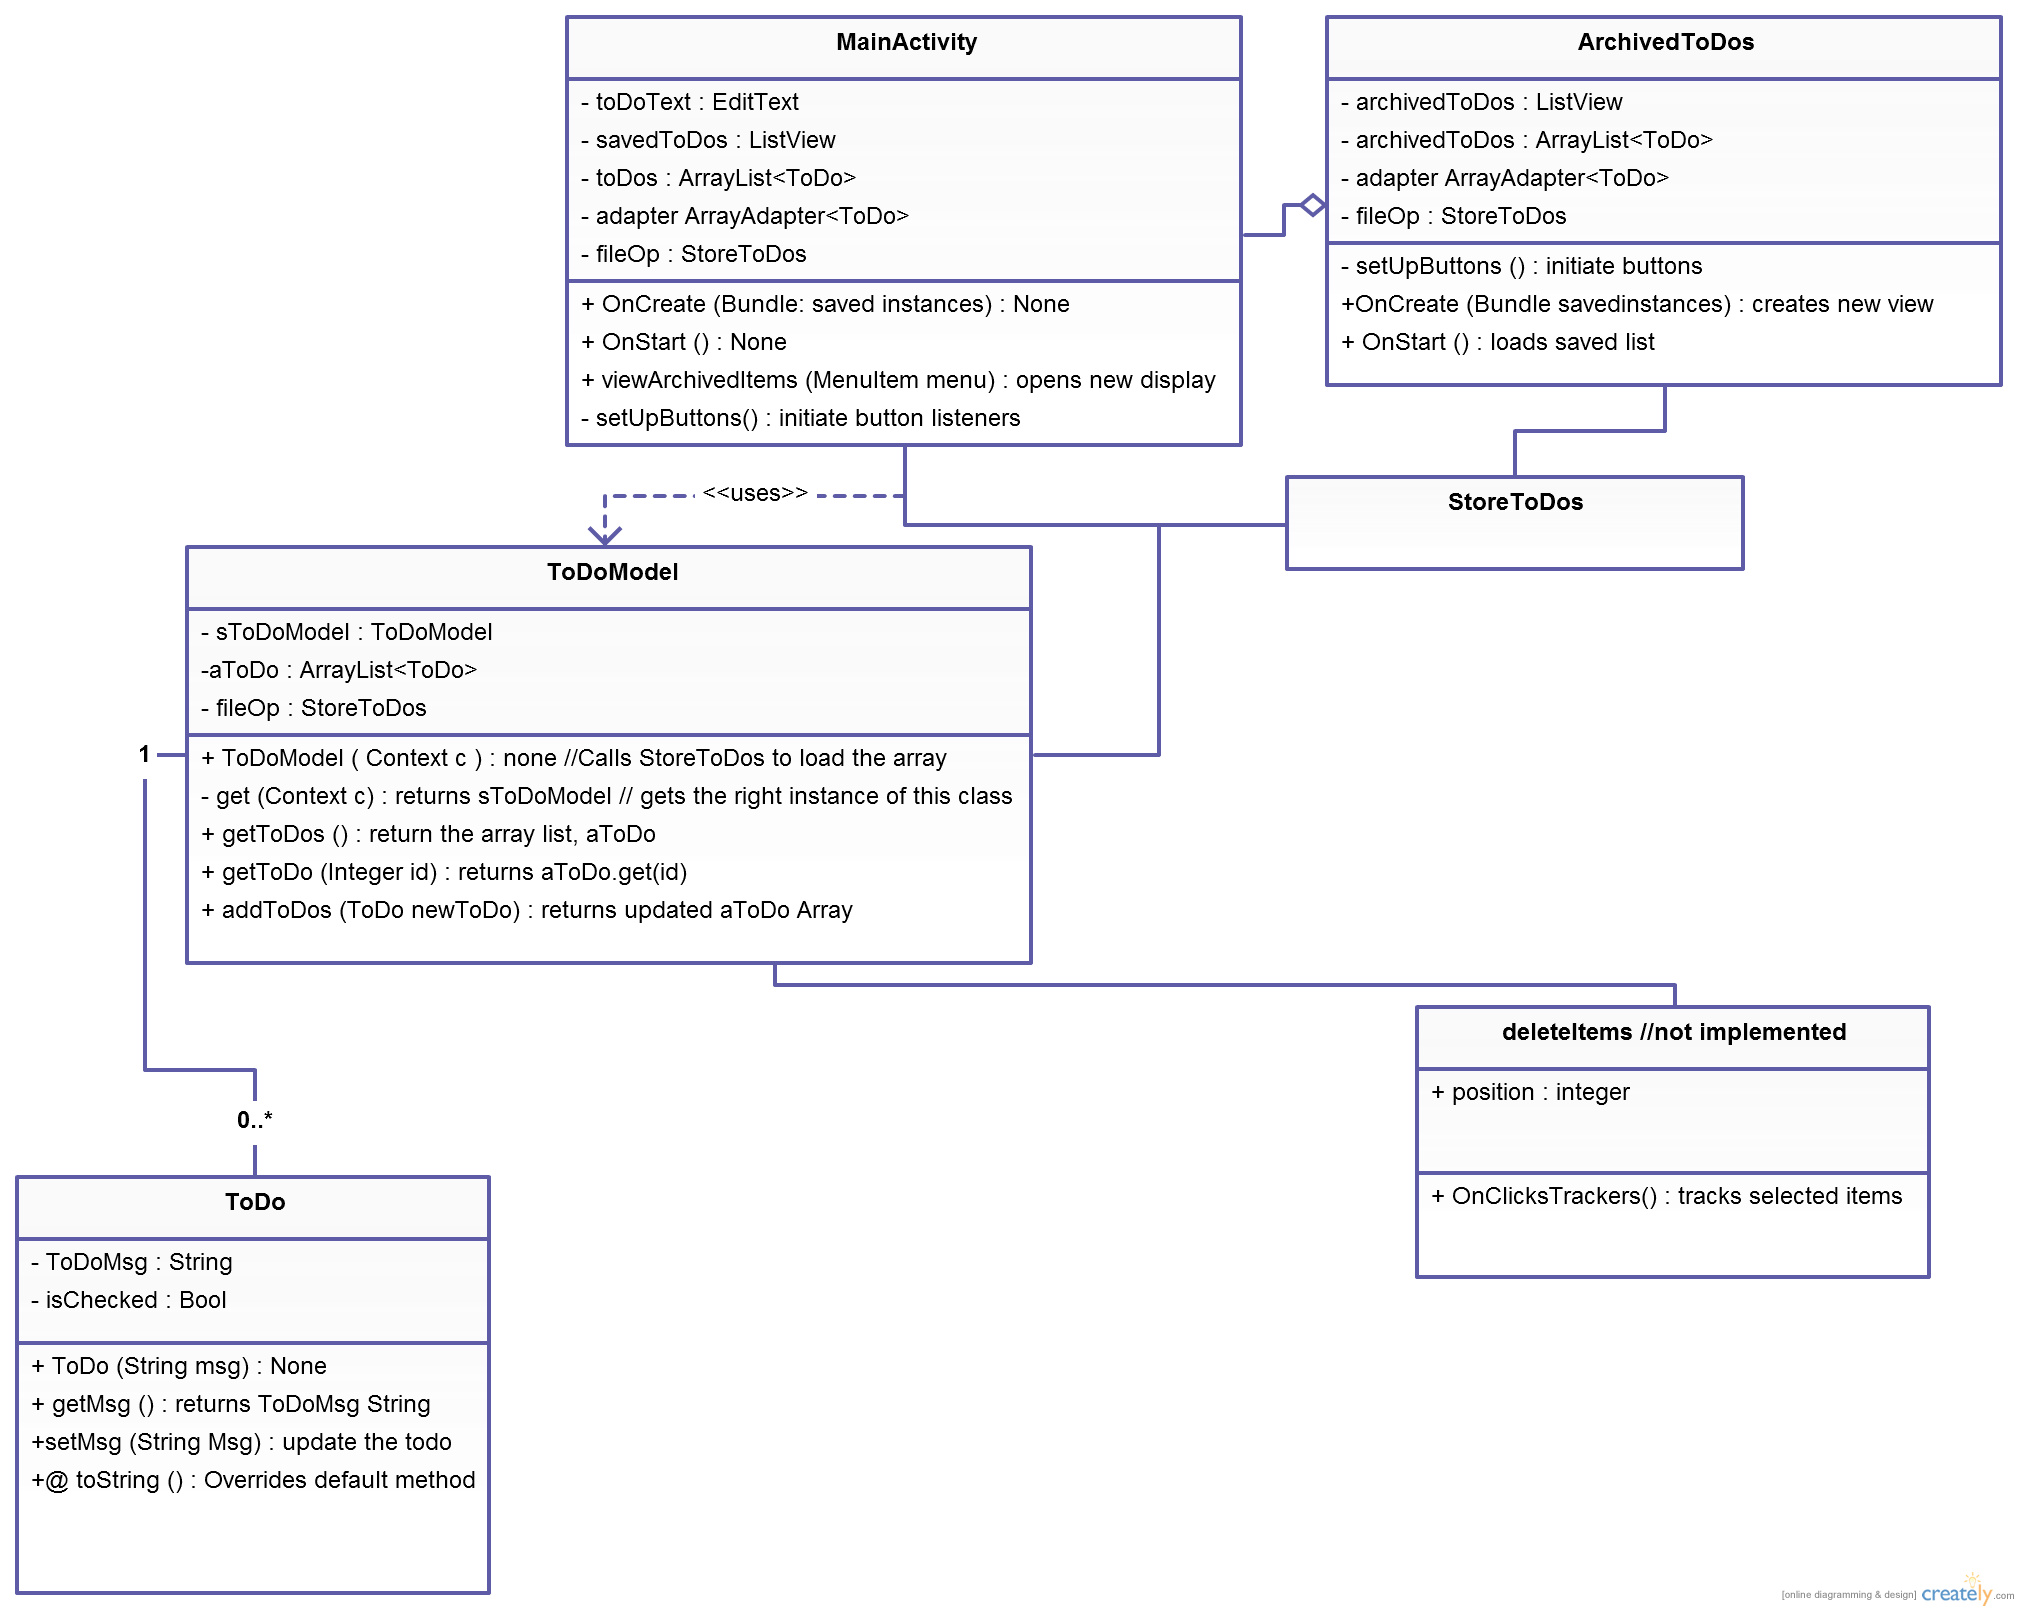 MainActivity
- toDoText : EditText
- savedToDos : ListView
- toDos : ArrayList<ToDo>
- adapter ArrayAdapter<ToDo>
- fileOp : StoreToDos
+ OnCreate (Bundle: saved instances) : None
+ OnStart () : None
+ viewArchivedItems (MenuItem menu) : opens new display
- setUpButtons() : initiate button listeners
ArchivedToDos
- archivedToDos : ListView
- archivedToDos : ArrayList<ToDo>
- adapter ArrayAdapter<ToDo>
- fileOp : StoreToDos
- setUpButtons () : initiate buttons
+OnCreate (Bundle savedinstances) : creates new view
+ OnStart () : loads saved list
<<uses>>
StoreToDos
ToDoModel
- sToDoModel : ToDoModel
-aToDo : ArrayList<ToDo>
- fileOp : StoreToDos
+ ToDoModel ( Context c ) : none //Calls StoreToDos to load the array
- get (Context c) : returns sToDoModel // gets the right instance of this class
+ getToDos () : return the array list, aToDo
+ getToDo (Integer id) : returns aToDo.get(id)
+ addToDos (ToDo newToDo) : returns updated aToDo Array
1
0..*
deleteItems //not implemented
+ position : integer
+ OnClicksTrackers() : tracks selected items
ToDo
- ToDoMsg : String
- isChecked : Bool
+ ToDo (String msg) : None
+ getMsg () : returns ToDoMsg String
+setMsg (String Msg) : update the todo
+@ toString () : Overrides default method
[online diagramming & design] creately.com